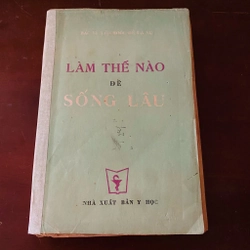 LÀM THẾ NÀO
ĐỂ
SỐNG LÂU
NHÀ XUẤT BẢN Y HỌC